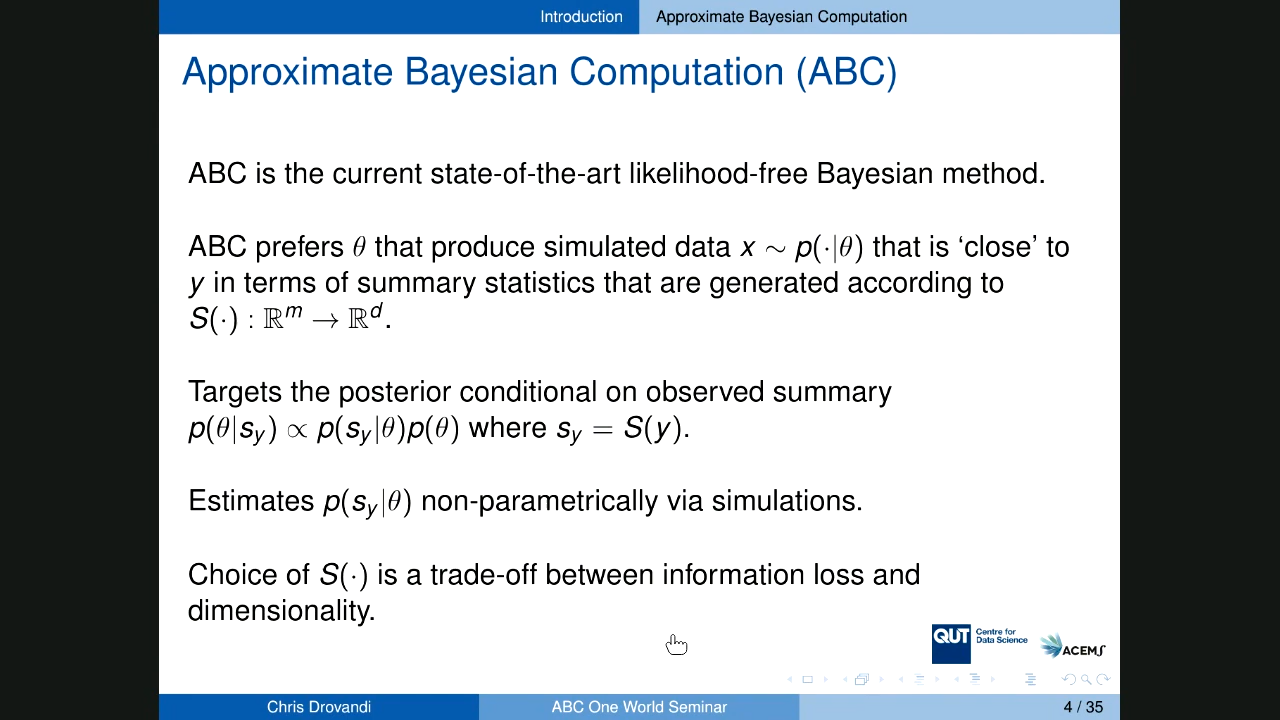 Introduction Approximate Bayesian Computation
Approximate Bayesian Computation (ABC)
ABC is the current state-of-the-art likelihood-free Bayesian method.
ABC prefers θ that produce simulated data x ∼ p(·|θ) that is ‘close’ to
y in terms of summary statistics that are generated according to
S(·) : ℝᵐ → ℝᵈ.
Targets the posterior conditional on observed summary
p(θ|s_y) ∝ p(s_y|θ)p(θ) where s_y = S(y).
Estimates p(s_y|θ) non-parametrically via simulations.
Choice of S(·) is a trade-off between information loss and
dimensionality.
QUT Centre for
Data Science
ACEMS
Chris Drovandi ABC One World Seminar 4 / 35